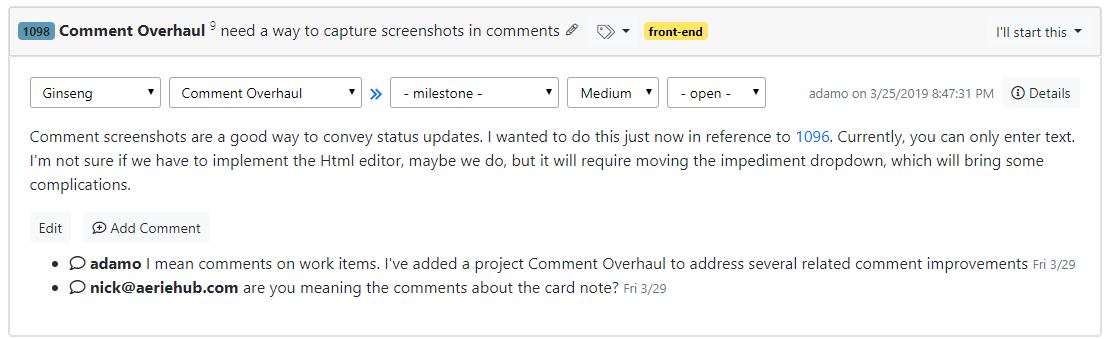 1098 Comment Overhaul 9 need a way to capture screenshots in comments front-end I'll start this
Ginseng Comment Overhaul - milestone - Medium - open - adamo on 3/25/2019 8:47:31 PM Details
Comment screenshots are a good way to convey status updates. I wanted to do this just now in reference to 1096. Currently, you can only enter text.
I'm not sure if we have to implement the Html editor, maybe we do, but it will require moving the impediment dropdown, which will bring some
complications.
Edit Add Comment
adamo I mean comments on work items. I've added a project Comment Overhaul to address several related comment improvements Fri 3/29
nick@aeriehub.com are you meaning the comments about the card note? Fri 3/29